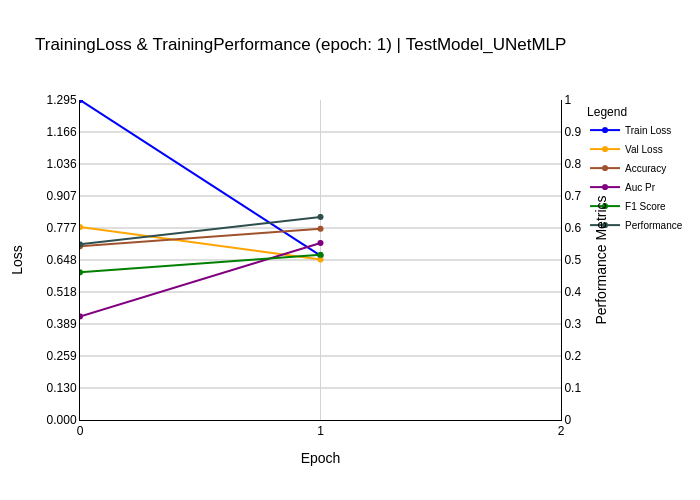 TrainingLoss & TrainingPerformance (epoch: 1) | TestModel_UNetMLP
1.295
1.166
1.036
0.907
0.777
0.648
0.518
0.389
0.259
0.130
0.000
Loss
0
1
2
Epoch
1
0.9
0.8
0.7
0.6
0.5
0.4
0.3
0.2
0.1
0
Performance Metrics
Legend
Train Loss
Val Loss
Accuracy
Auc Pr
F1 Score
Performance